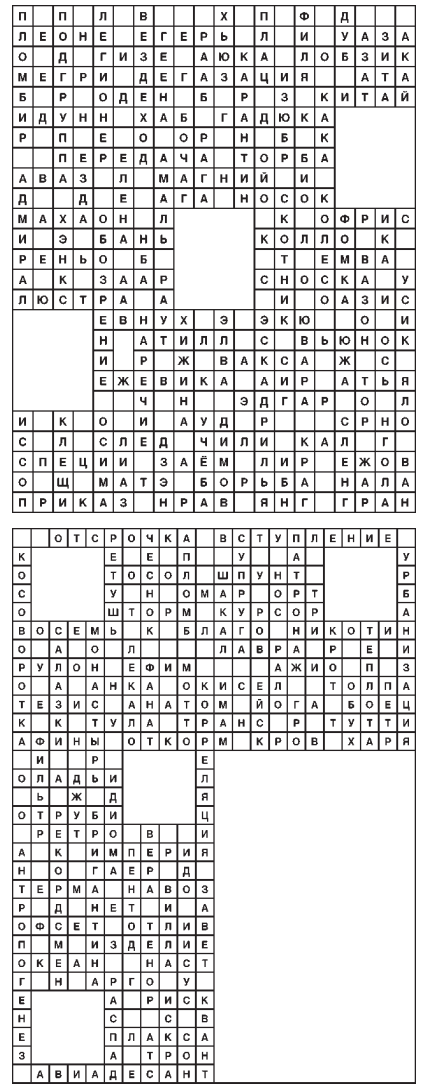 П П Л В Х П Ф Д
ЛЕОНЕ ЕГЕРЬ Л И УАЗА
О Д ГИЗЕ АЮКА ЛОБЗИК
МЕГРИ ДЕГАЗАЦИЯ АТА
Б Р ОДЕН Б Р З КИТАЙ
ИДУНН ХАБ ГАДЮКА
Р П Е О ОР Н Б К
ПЕРЕДАЧА ТОРБА
АВАЗ Л МАГНИЙ И
Д Д Е АГА НОСОК
МАХАОН Л К ОФРИС
И Э БАНЬ КОЛЛО К
РЕНЬО Б Т ЕМВА
А К ЗААР СНОСКА У
ЛЮСТРА А И ОАЗИС
ЕВНУХ Э ЭКЮ О И
Н АТИЛЛ С ВЬЮНОК
И Р Ж ВАКСА Ж С
ЕЖЕВИКА АИР АТЬЯ
Ч Н ЭДГАР О Л
И К О И АУД Р СРНО
С Л СЛЕД ЧИЛИ КАЛ Г
СПЕЦИИ ЗАЁМ ЛИР ЕЖОВ
О Щ МАТЭ БОРЬБА НАЛА
ПРИКАЗ НРАВ ЯНГ ГРАН
ОТСРОЧКА ВСТУПЛЕНИЕ
К Е Е П У А У
О ТОСОЛ ШПУНТ Р
С У Н ОМАР ОРТ Б
О ШТОРМ КУРСОР А
ВОСЕМЬ К БЛАГО НИКОТИН
О А О Л ЛАВРА Р Е И
РУЛОН ЕФИМ АЖИО П З
О А АНКА ОКИСЕЛ ТОЛПА
ТЕЗИС АНАТОМ ЙОГА БОЕЦ
К К ТУЛА ТРАНС Р ТУТТИ
АФИНЫ ОТКОРМ КРОВ ХАРЯ
И Р Е
ОЛАДЬИ Л
Ь Ж Д Я
ОТРУБИ Ц
РЕТРО В И
А К ИМПЕРИЯ
Н О ГАЕР Д
ТЕРМА НАВОЗ
Р Д НЕТ И А
ОФСЕТ ОТЛИВ
П М ИЗДЕЛИЕ
ОКЕАН НАСТ
Г Н АРГО У
Е А РИСК
Н С С В
Е ПЛАКСА
З А ТРОН
АВИАДЕСАНТ